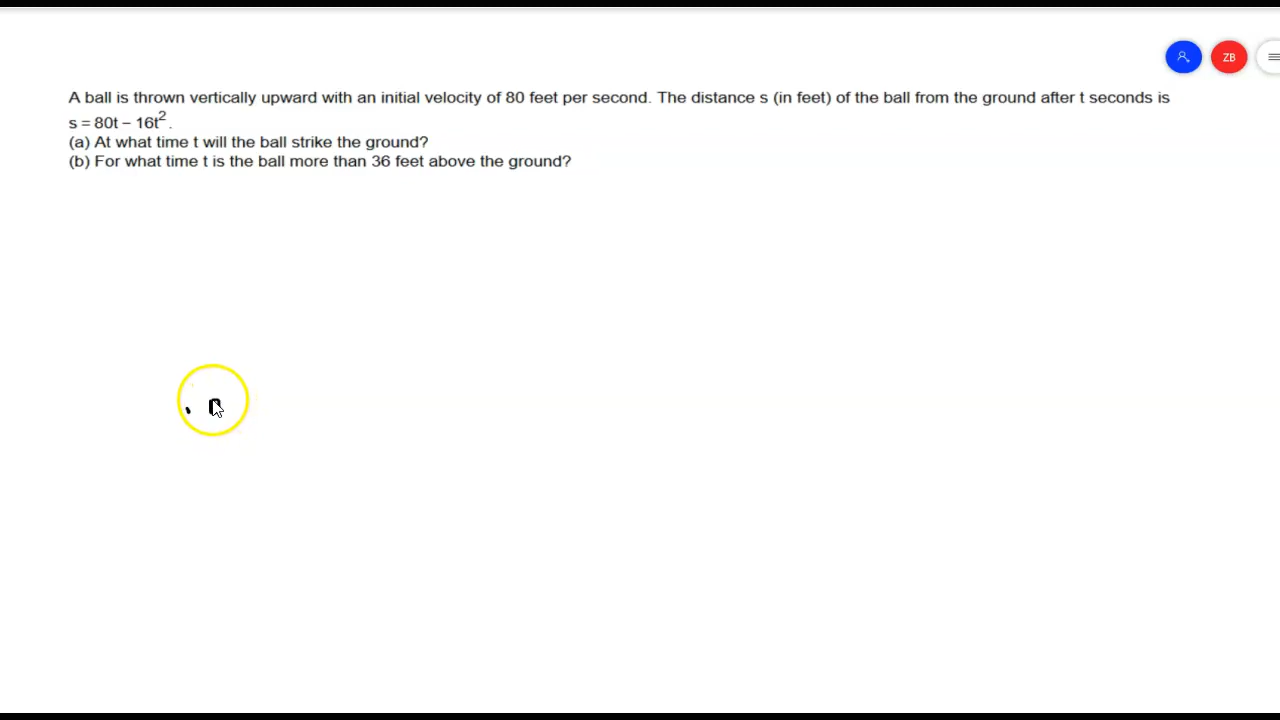 ZB
A ball is thrown vertically upward with an initial velocity of 80 feet per second. The distance s (in feet) of the ball from the ground after t seconds is
s = 80t − 16t².
(a) At what time t will the ball strike the ground?
(b) For what time t is the ball more than 36 feet above the ground?